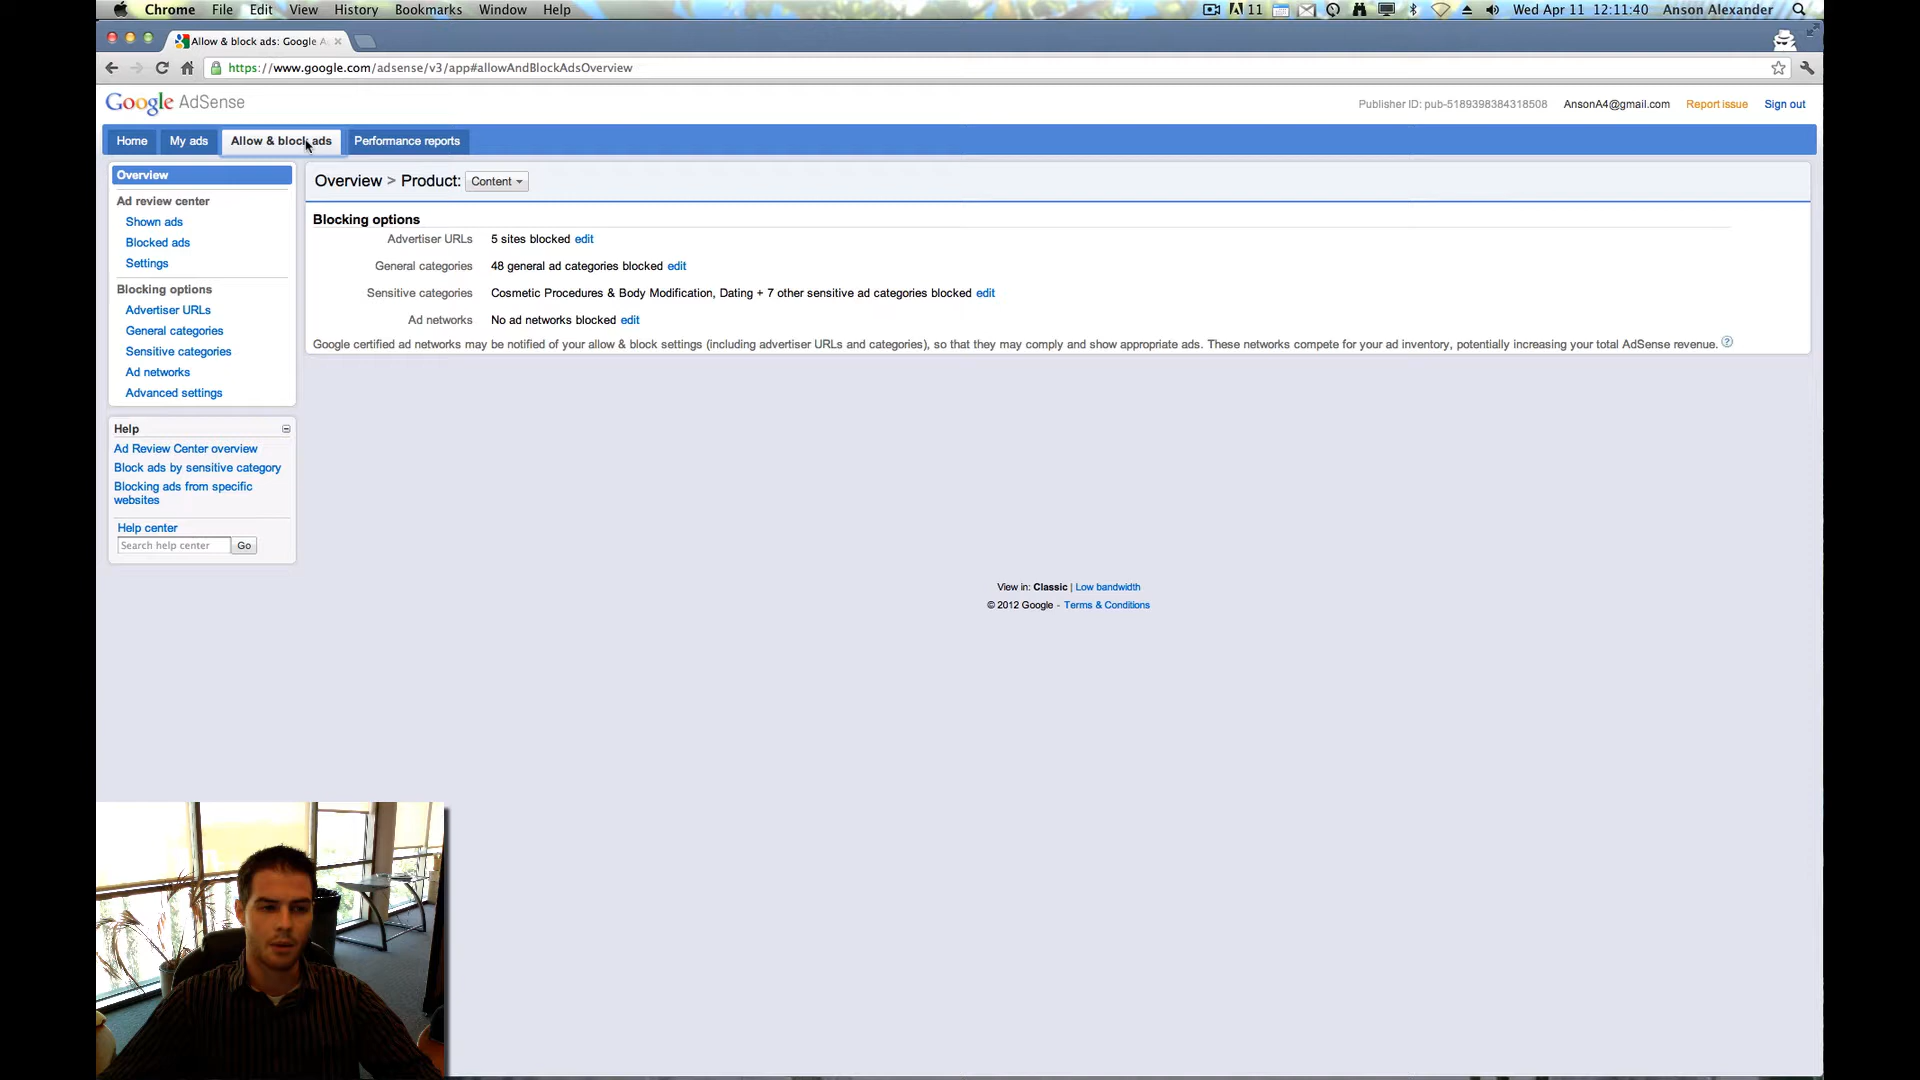 Chrome File Edit View History Bookmarks Window Help 11 Wed Apr 11 12:11:40 Anson Alexander
Allow & block ads: Google A
https://www.google.com/adsense/v3/app#allowAndBlockAdsOverview
Google AdSense Publisher ID: pub-5189398384318508 AnsonA4@gmail.com Report issue Sign out
Home My ads Allow & block ads Performance reports
Overview
Ad review center
Shown ads
Blocked ads
Settings
Blocking options
Advertiser URLs
General categories
Sensitive categories
Ad networks
Advanced settings
Help
Ad Review Center overview
Block ads by sensitive category
Blocking ads from specific
websites
Help center
Search help center Go
Overview > Product: Content
Blocking options
Advertiser URLs 5 sites blocked edit
General categories 48 general ad categories blocked edit
Sensitive categories Cosmetic Procedures & Body Modification, Dating + 7 other sensitive ad categories blocked edit
Ad networks No ad networks blocked edit
Google certified ad networks may be notified of your allow & block settings (including advertiser URLs and categories), so that they may comply and show appropriate ads. These networks compete for your ad inventory, potentially increasing your total AdSense revenue. ?
View in: Classic | Low bandwidth
© 2012 Google - Terms & Conditions